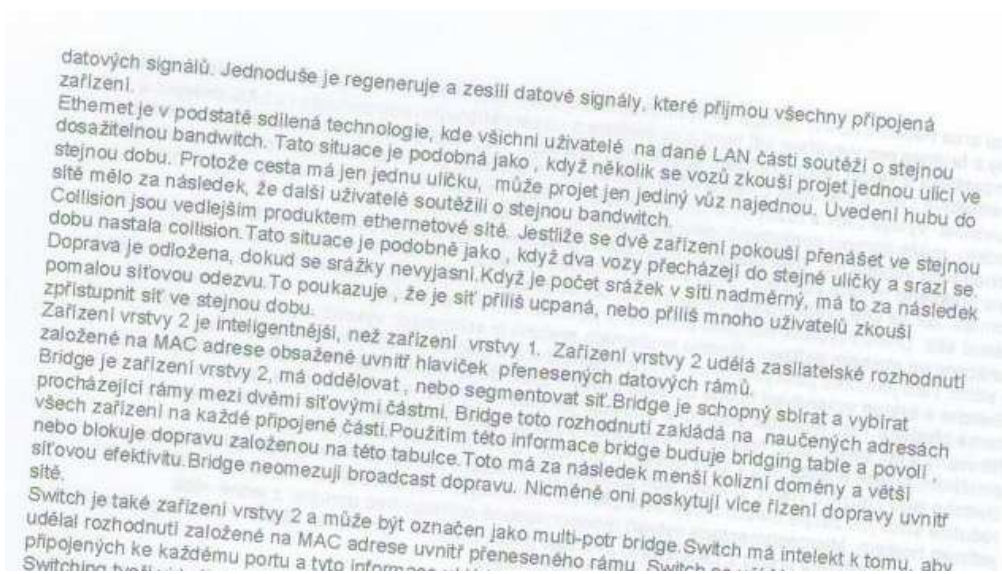 datových signálů. Jednoduše je regeneruje a zesílí datové signály, které přijmou všechny připojená
zařízení.
Ethernet je v podstatě sdílená technologie, kde všichni uživatelé na dané LAN části soutěží o stejnou
dosažitelnou bandwitch. Tato situace je podobná jako , když několik se vozů zkouší projet jednou ulicí ve
stejnou dobu. Protože cesta má jen jednu uličku, může projet jen jediný vůz najednou. Uvedení hubu do
sítě mělo za následek, že další uživatelé soutěžili o stejnou bandwitch.
Collision jsou vedlejším produktem ethernetové sítě. Jestliže se dvě zařízení pokouší přenášet ve stejnou
dobu nastala collision.Tato situace je podobně jako , když dva vozy přecházejí do stejné uličky a srazí se.
Doprava je odložena, dokud se srážky nevyjasní.Když je počet srážek v síti nadměrný, má to za následek
pomalou síťovou odezvu.To poukazuje , že je síť příliš ucpaná, nebo příliš mnoho uživatelů zkouší
zpřístupnit síť ve stejnou dobu.
Zařízení vrstvy 2 je inteligentnější, než zařízení vrstvy 1. Zařízení vrstvy 2 udělá zasilatelské rozhodnutí
založené na MAC adrese obsažené uvnitř hlaviček přenesených datových rámů.
Bridge je zařízení vrstvy 2, má oddělovat , nebo segmentovat síť.Bridge je schopný sbírat a vybírat
procházející rámy mezi dvěmi síťovými částmi. Bridge toto rozhodnutí zakládá na naučených adresách
všech zařízení na každé připojené části.Použitím této informace bridge buduje bridging table a povolí ,
nebo blokuje dopravu založenou na této tabulce.Toto má za následek menší kolizní domény a větší
síťovou efektivitu.Bridge neomezují broadcast dopravu. Nicméně oni poskytují více řízení dopravy uvnitř
sítě.
Switch je také zařízení vrstvy 2 a může být označen jako multi-potr bridge.Switch má intelekt k tomu, aby
udělal rozhodnutí založené na MAC adrese uvnitř přeneseného rámu. Switch se
připojených ke každému portu a tyto informace
Switching